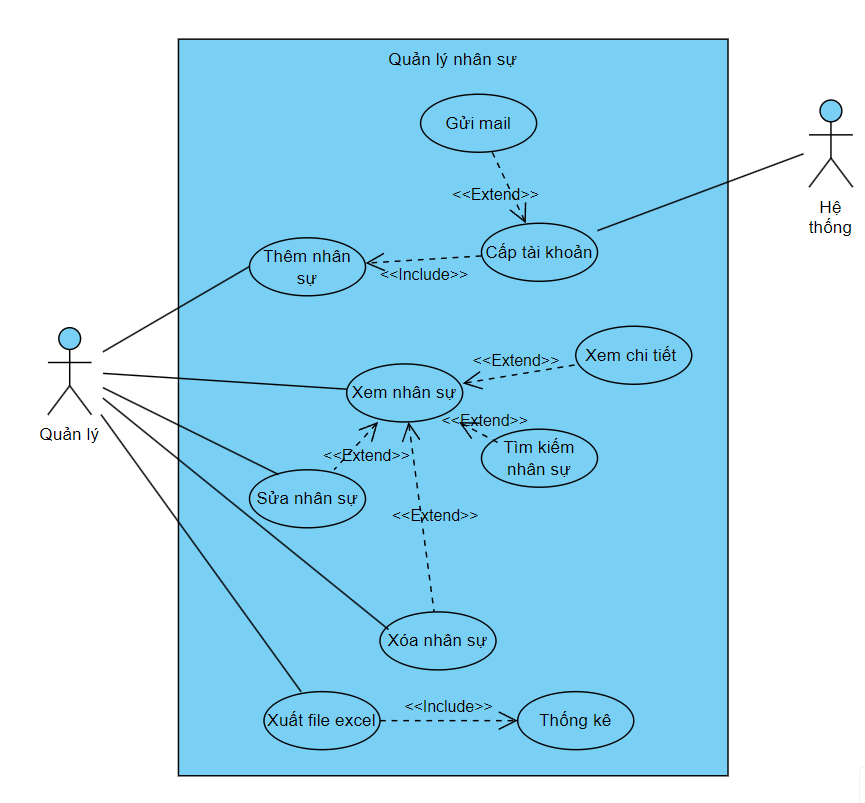 Quản lý nhân sự
Gửi mail
<<Extend>>
Hệ
thống
Cấp tài khoản
Thêm nhân
sự
<<Include>>
Xem chi tiết
<<Extend>>
Xem nhân sự
<<Extend>>
Quản lý
Tìm kiếm
nhân sự
<<Extend>>
Sửa nhân sự
<<Extend>>
Xóa nhân sự
<<Include>>
Xuất file excel
Thống kê